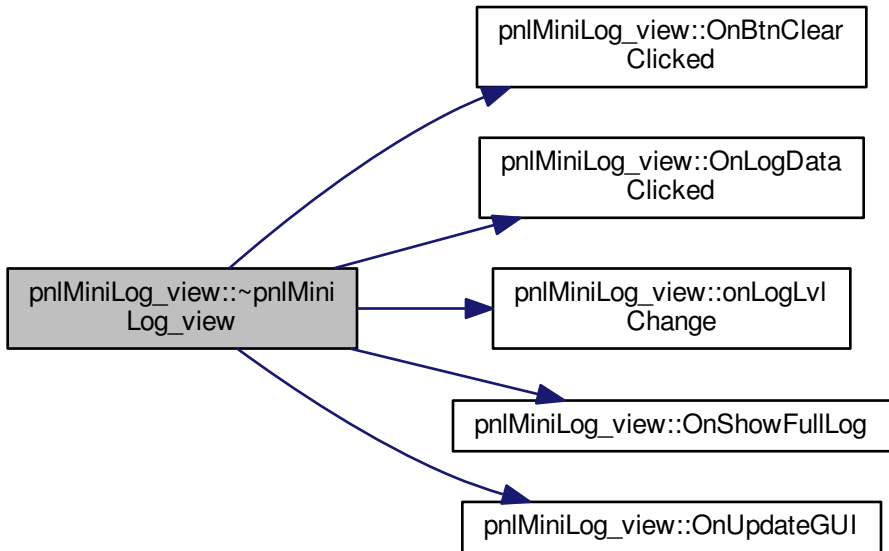 pnlMiniLog_view::OnBtnClear
Clicked
pnlMiniLog_view::OnLogData
Clicked
pnlMiniLog_view::~pnlMini
Log_view
pnlMiniLog_view::onLogLvl
Change
pnlMiniLog_view::OnShowFullLog
pnlMiniLog_view::OnUpdateGUI